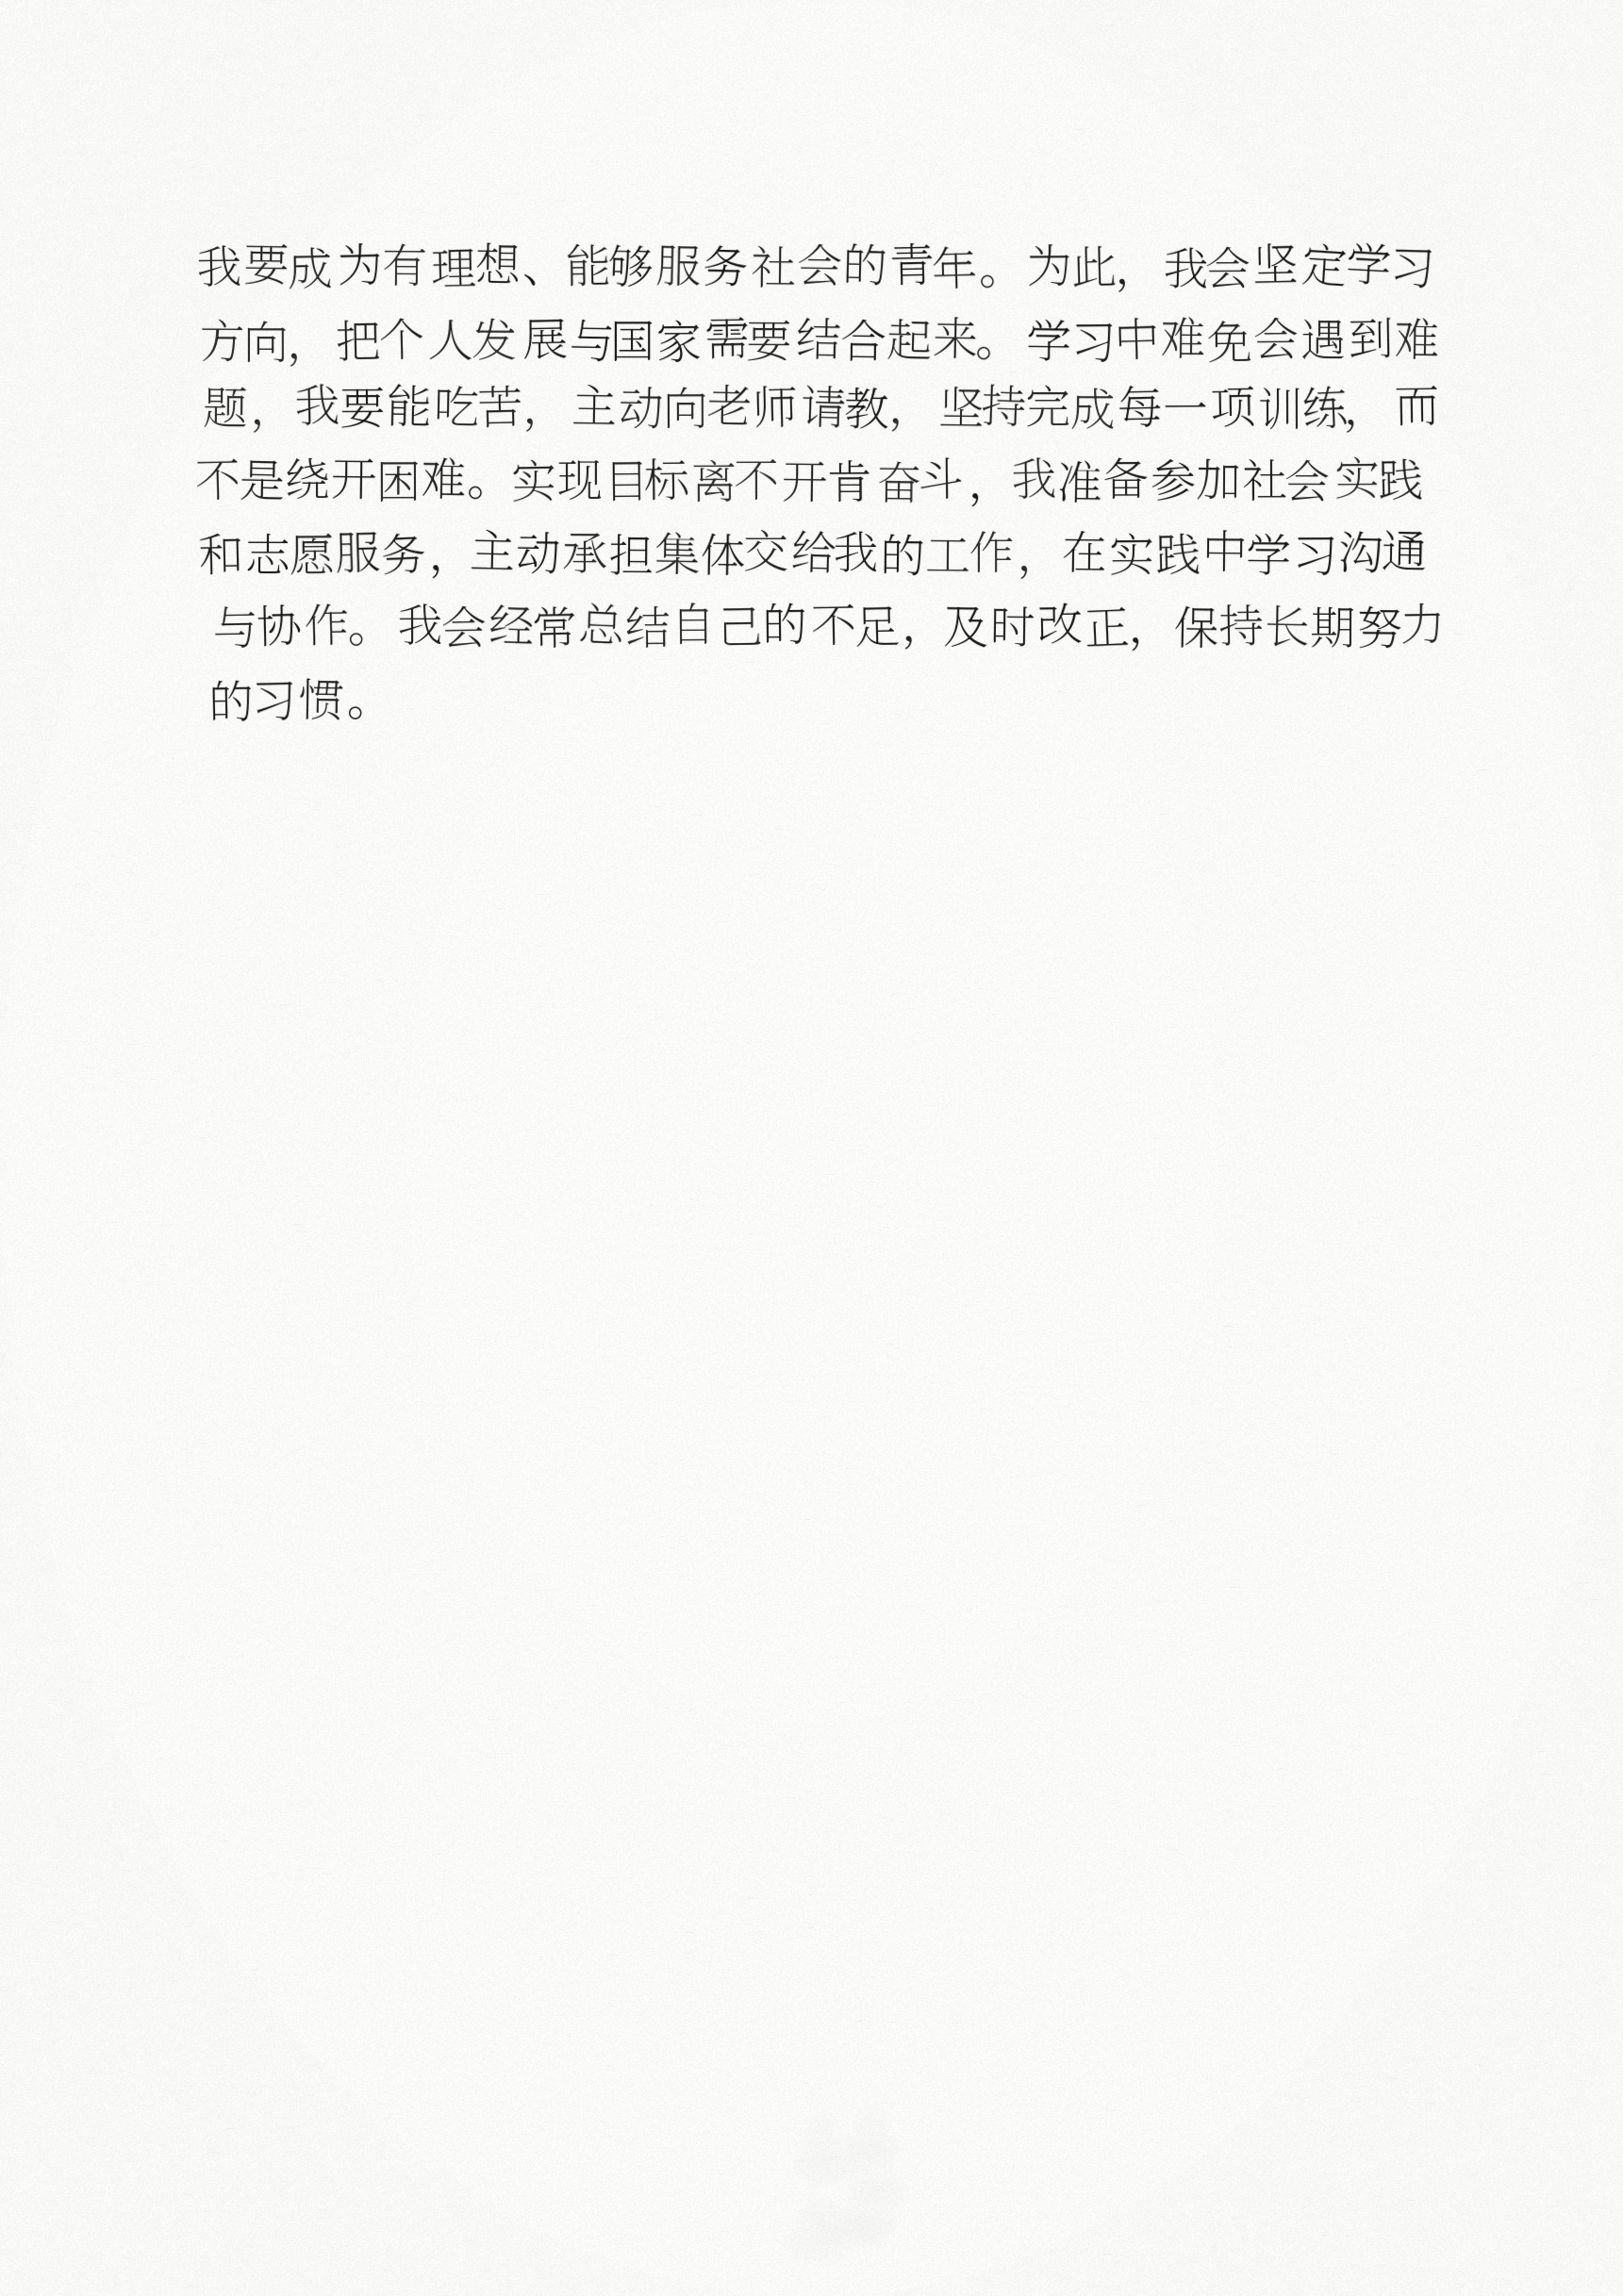 我要成为有理想、能够服务社会的青年。为此，我会坚定学习
方向，把个人发展与国家需要结合起来。学习中难免会遇到难
题，我要能吃苦，主动向老师请教，坚持完成每一项训练，而
不是绕开困难。实现目标离不开肯奋斗，我准备参加社会实践
和志愿服务，主动承担集体交给我的工作，在实践中学习沟通
与协作。我会经常总结自己的不足，及时改正，保持长期努力
的习惯。